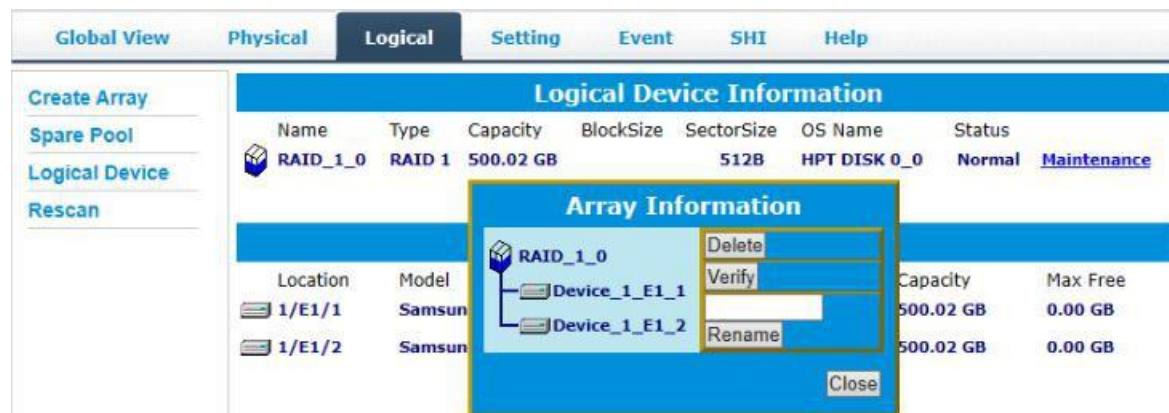 Global View Physical Logical Setting Event SHI Help
Create Array
Spare Pool
Logical Device
Rescan
Logical Device Information
Name Type Capacity BlockSize SectorSize OS Name Status
RAID_1_0 RAID 1 500.02 GB 512B HPT DISK 0_0 Normal Maintenance
Array Information
RAID_1_0
Device_1_E1_1
Device_1_E1_2
Delete
Verify
Rename
Close
Location Model Capacity Max Free
1/E1/1 Samsun 500.02 GB 0.00 GB
1/E1/2 Samsun 500.02 GB 0.00 GB